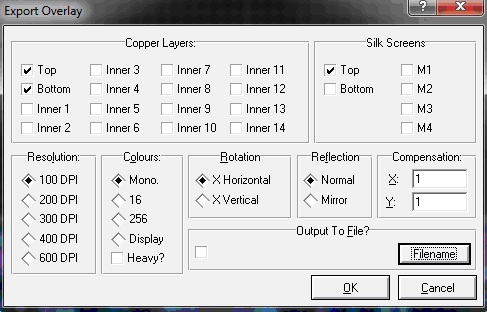 Export Overlay
Copper Layers: Silk Screens
Top Inner 3 Inner 7 Inner 11 Top M1
Bottom Inner 4 Inner 8 Inner 12 Bottom M2
Inner 1 Inner 5 Inner 9 Inner 13 M3
Inner 2 Inner 6 Inner 10 Inner 14 M4
Resolution: Colours: Rotation Reflection Compensation:
100 DPI Mono. X Horizontal Normal X: 1
200 DPI 16 X Vertical Mirror Y: 1
300 DPI 256
400 DPI Display Output To File?
600 DPI Heavy? Filename
OK Cancel